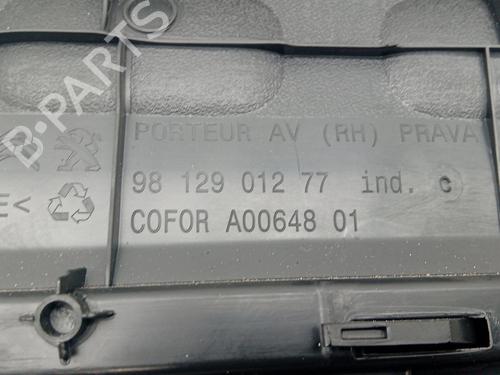 B-PARTS
PORTEUR AV (RH) PRAVA
98 129 012 77 ind. c
E<
COFOR A00648 01